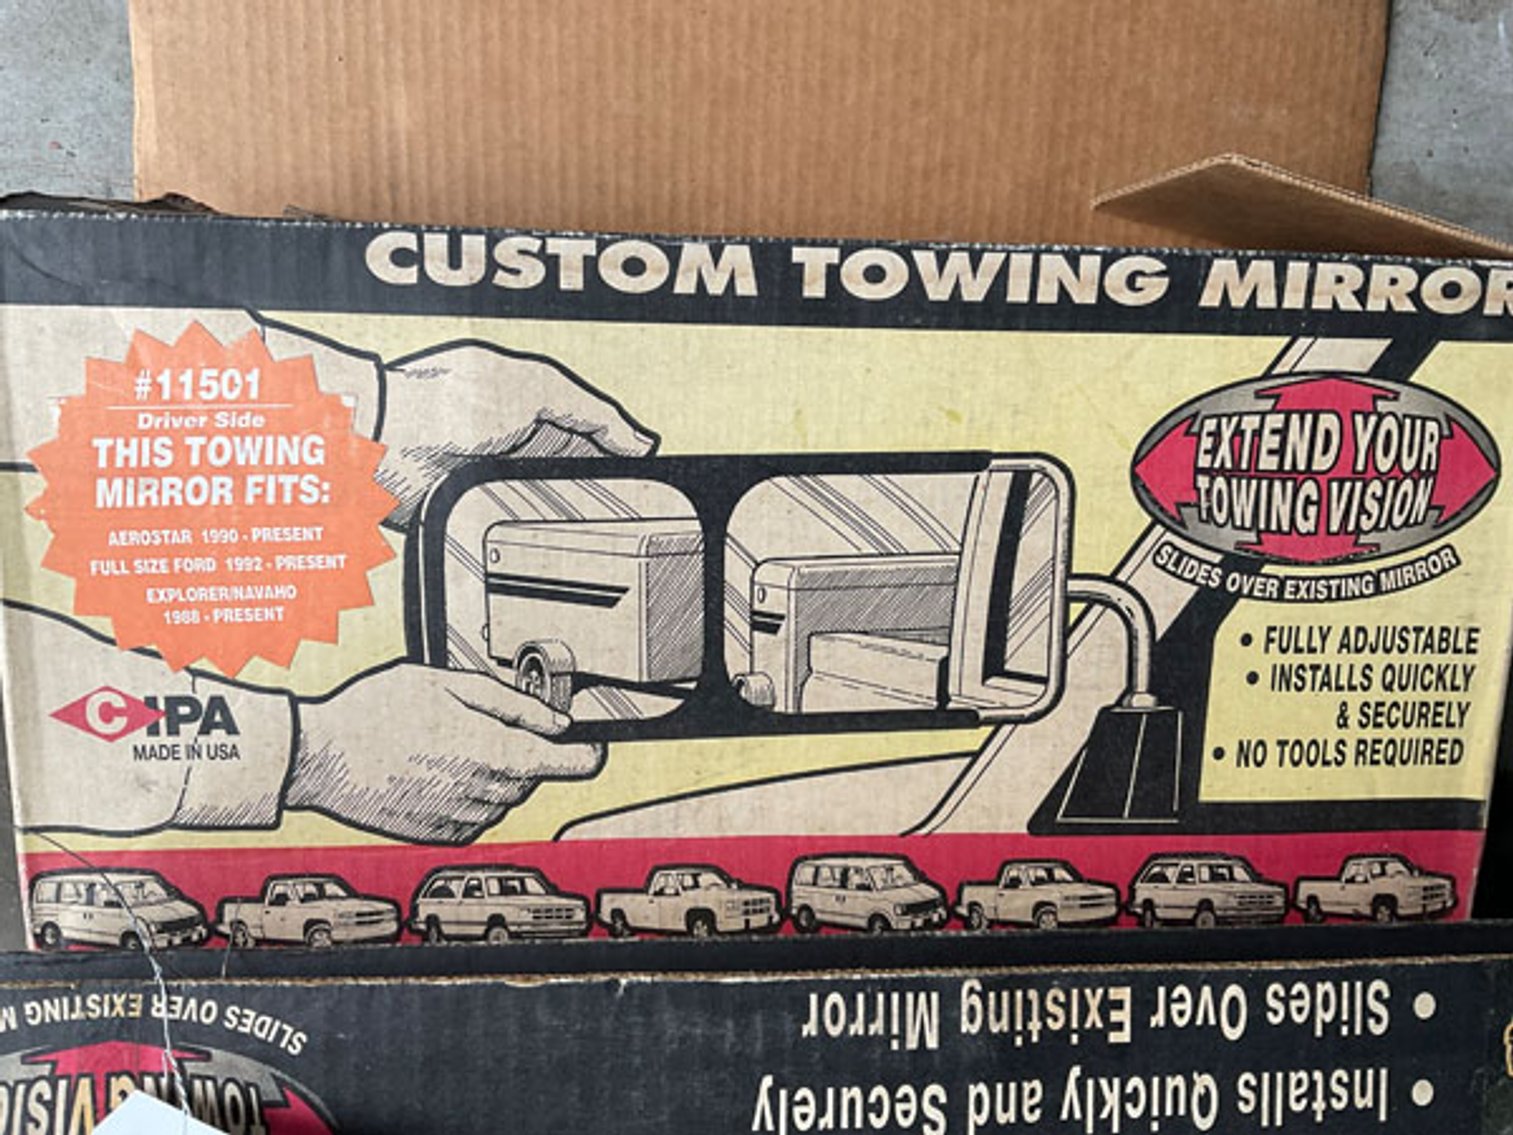 CUSTOM TOWING MIRROR
#11501
Driver Side
THIS TOWING
MIRROR FITS:
AEROSTAR 1990 - PRESENT
FULL SIZE FORD 1992 - PRESENT
EXPLORER/NAVAHO
1988 - PRESENT
CIPA
MADE IN USA
EXTEND YOUR
TOWING VISION
SLIDES OVER EXISTING MIRROR
• FULLY ADJUSTABLE
• INSTALLS QUICKLY
& SECURELY
• NO TOOLS REQUIRED
• Installs Quickly and Securely
• Slides Over Existing Mirror
SLIDES OVER EXISTING M